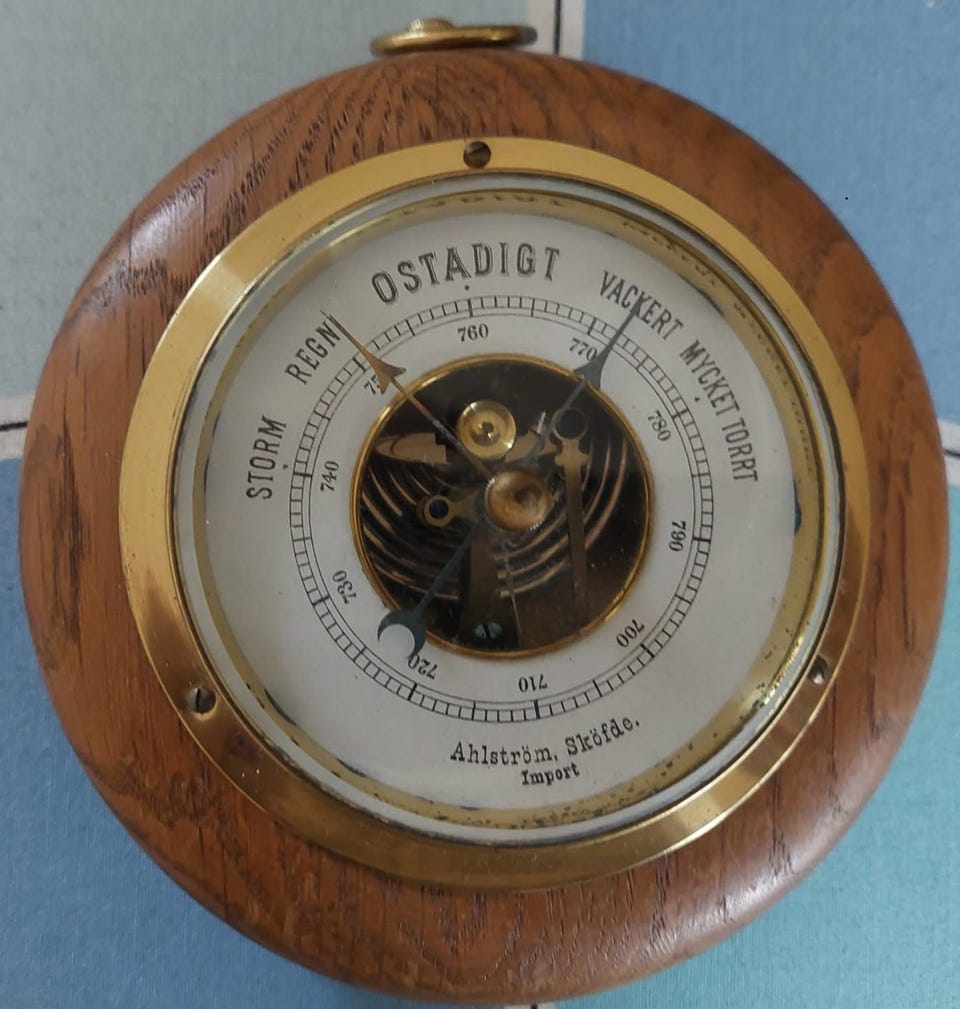 STORM
REGN
OSTADIGT
VACKERT
MYCKET TORRT
700
710
720
730
740
760
770
780
790
Ahlström, Sköfde.
Import